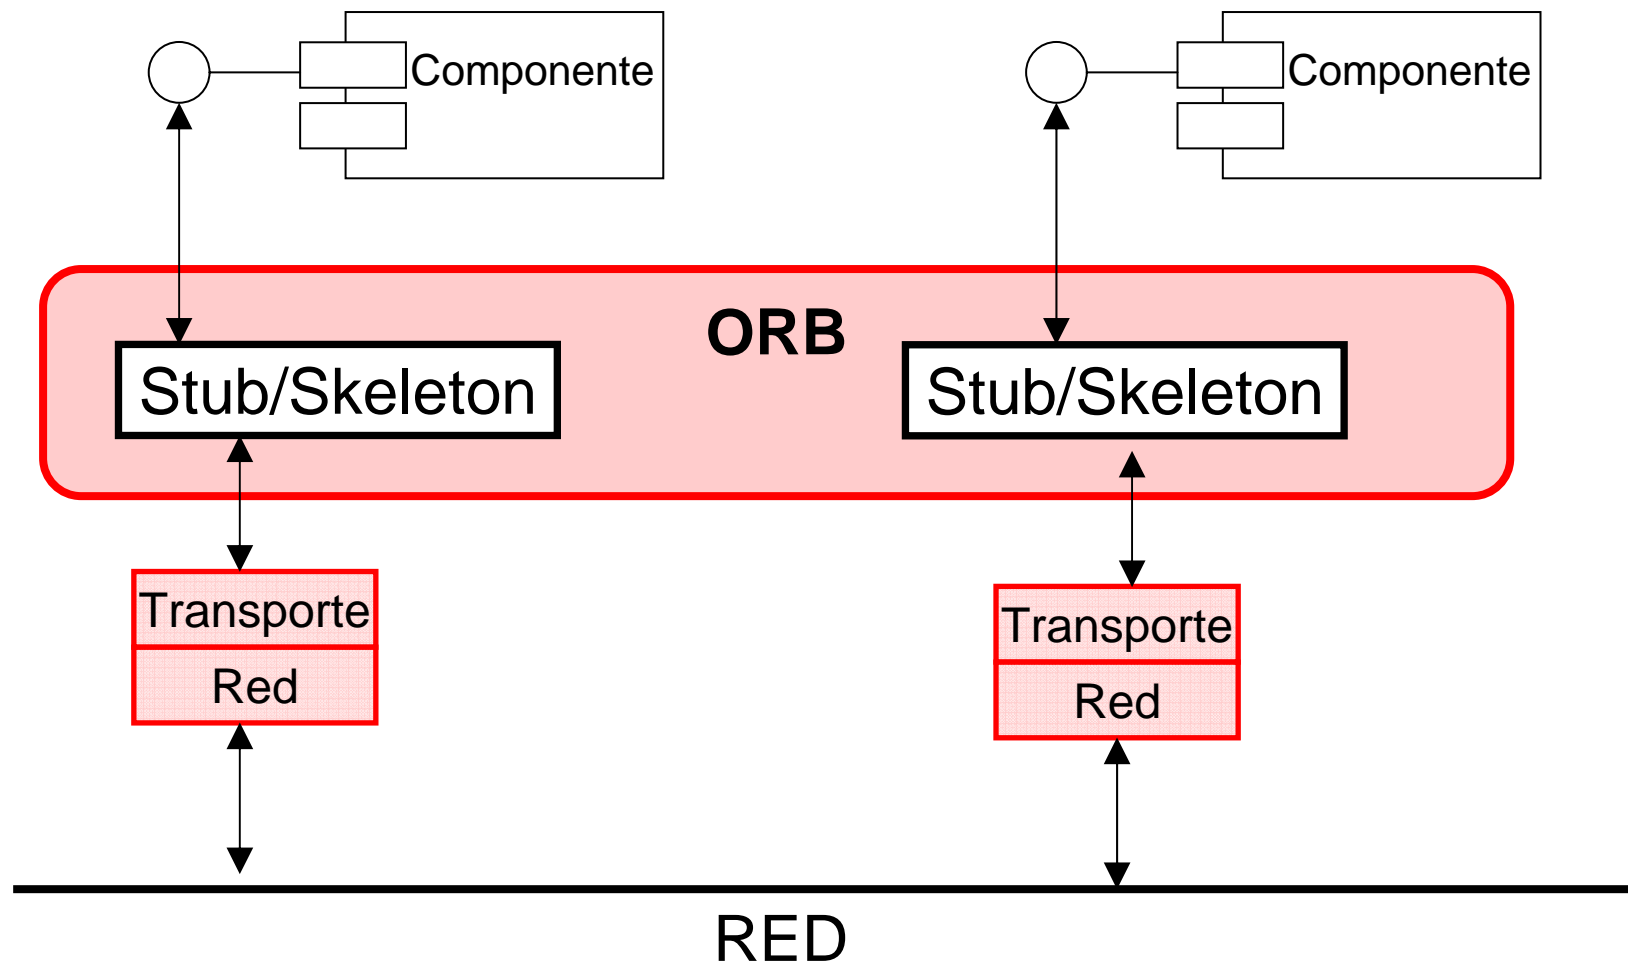 Componente
Componente
ORB
Stub/Skeleton
Stub/Skeleton
Transporte
Red
Transporte
Red
RED